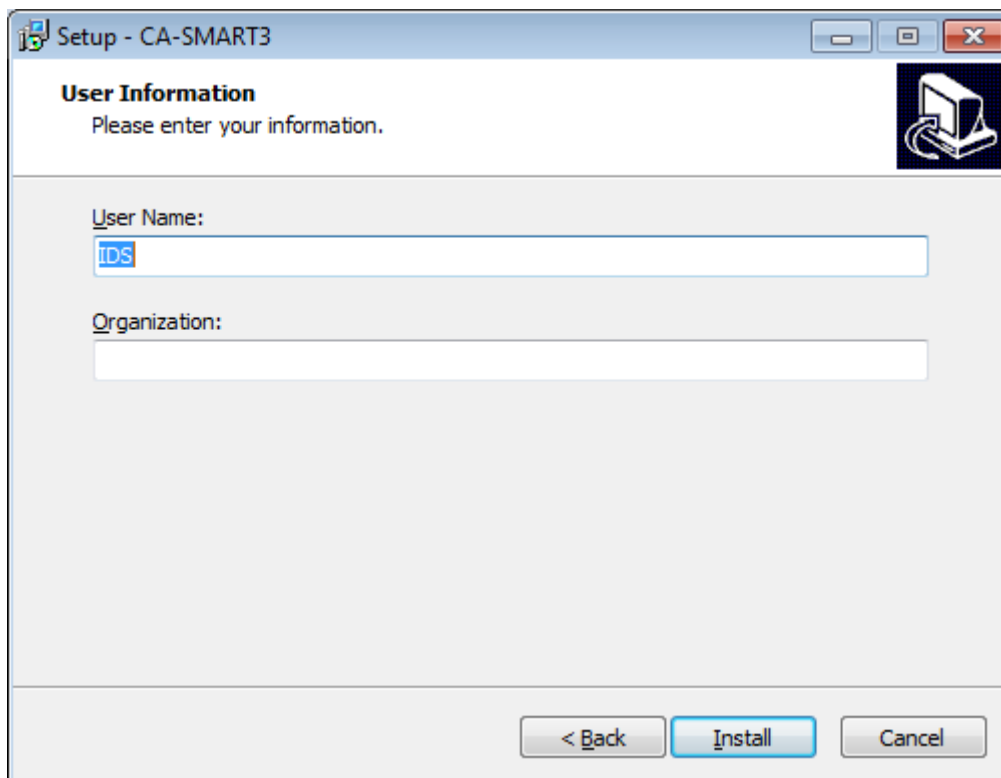 Setup - CA-SMART3
User Information
Please enter your information.
User Name:
IDS
Organization:
< Back
Install
Cancel